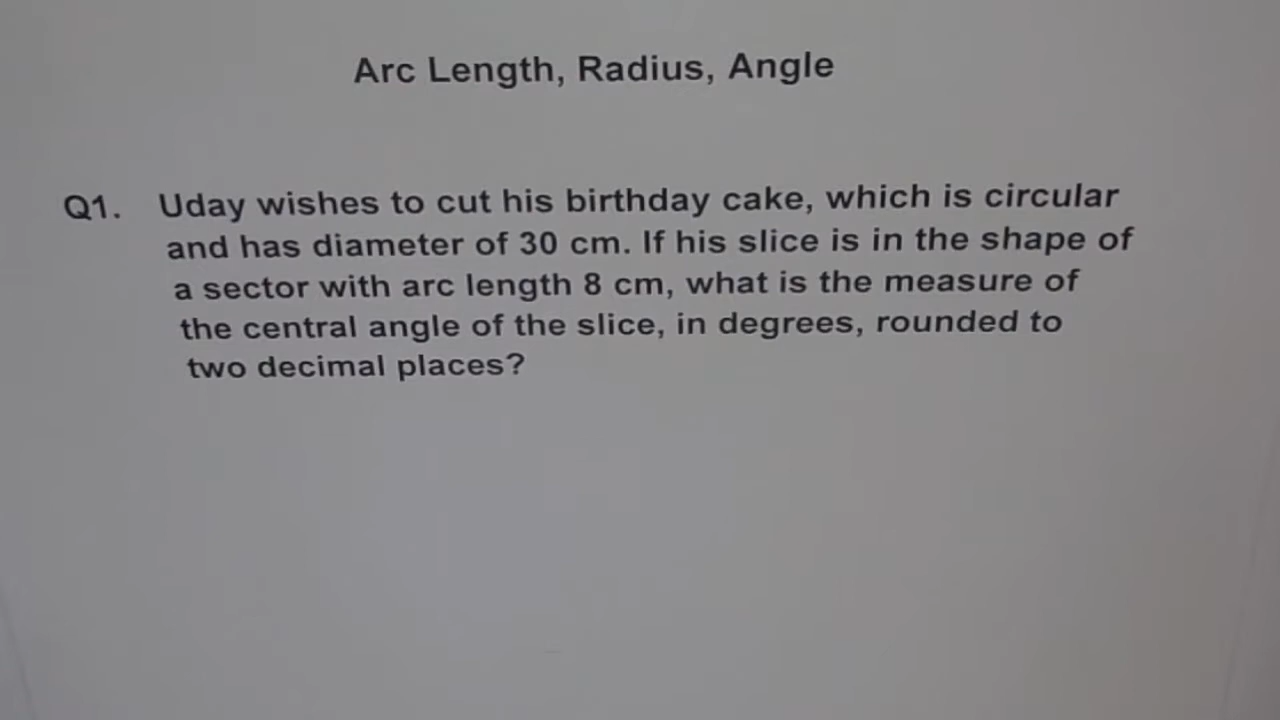 Arc Length, Radius, Angle
Q1. Uday wishes to cut his birthday cake, which is circular
and has diameter of 30 cm. If his slice is in the shape of
a sector with arc length 8 cm, what is the measure of
the central angle of the slice, in degrees, rounded to
two decimal places?